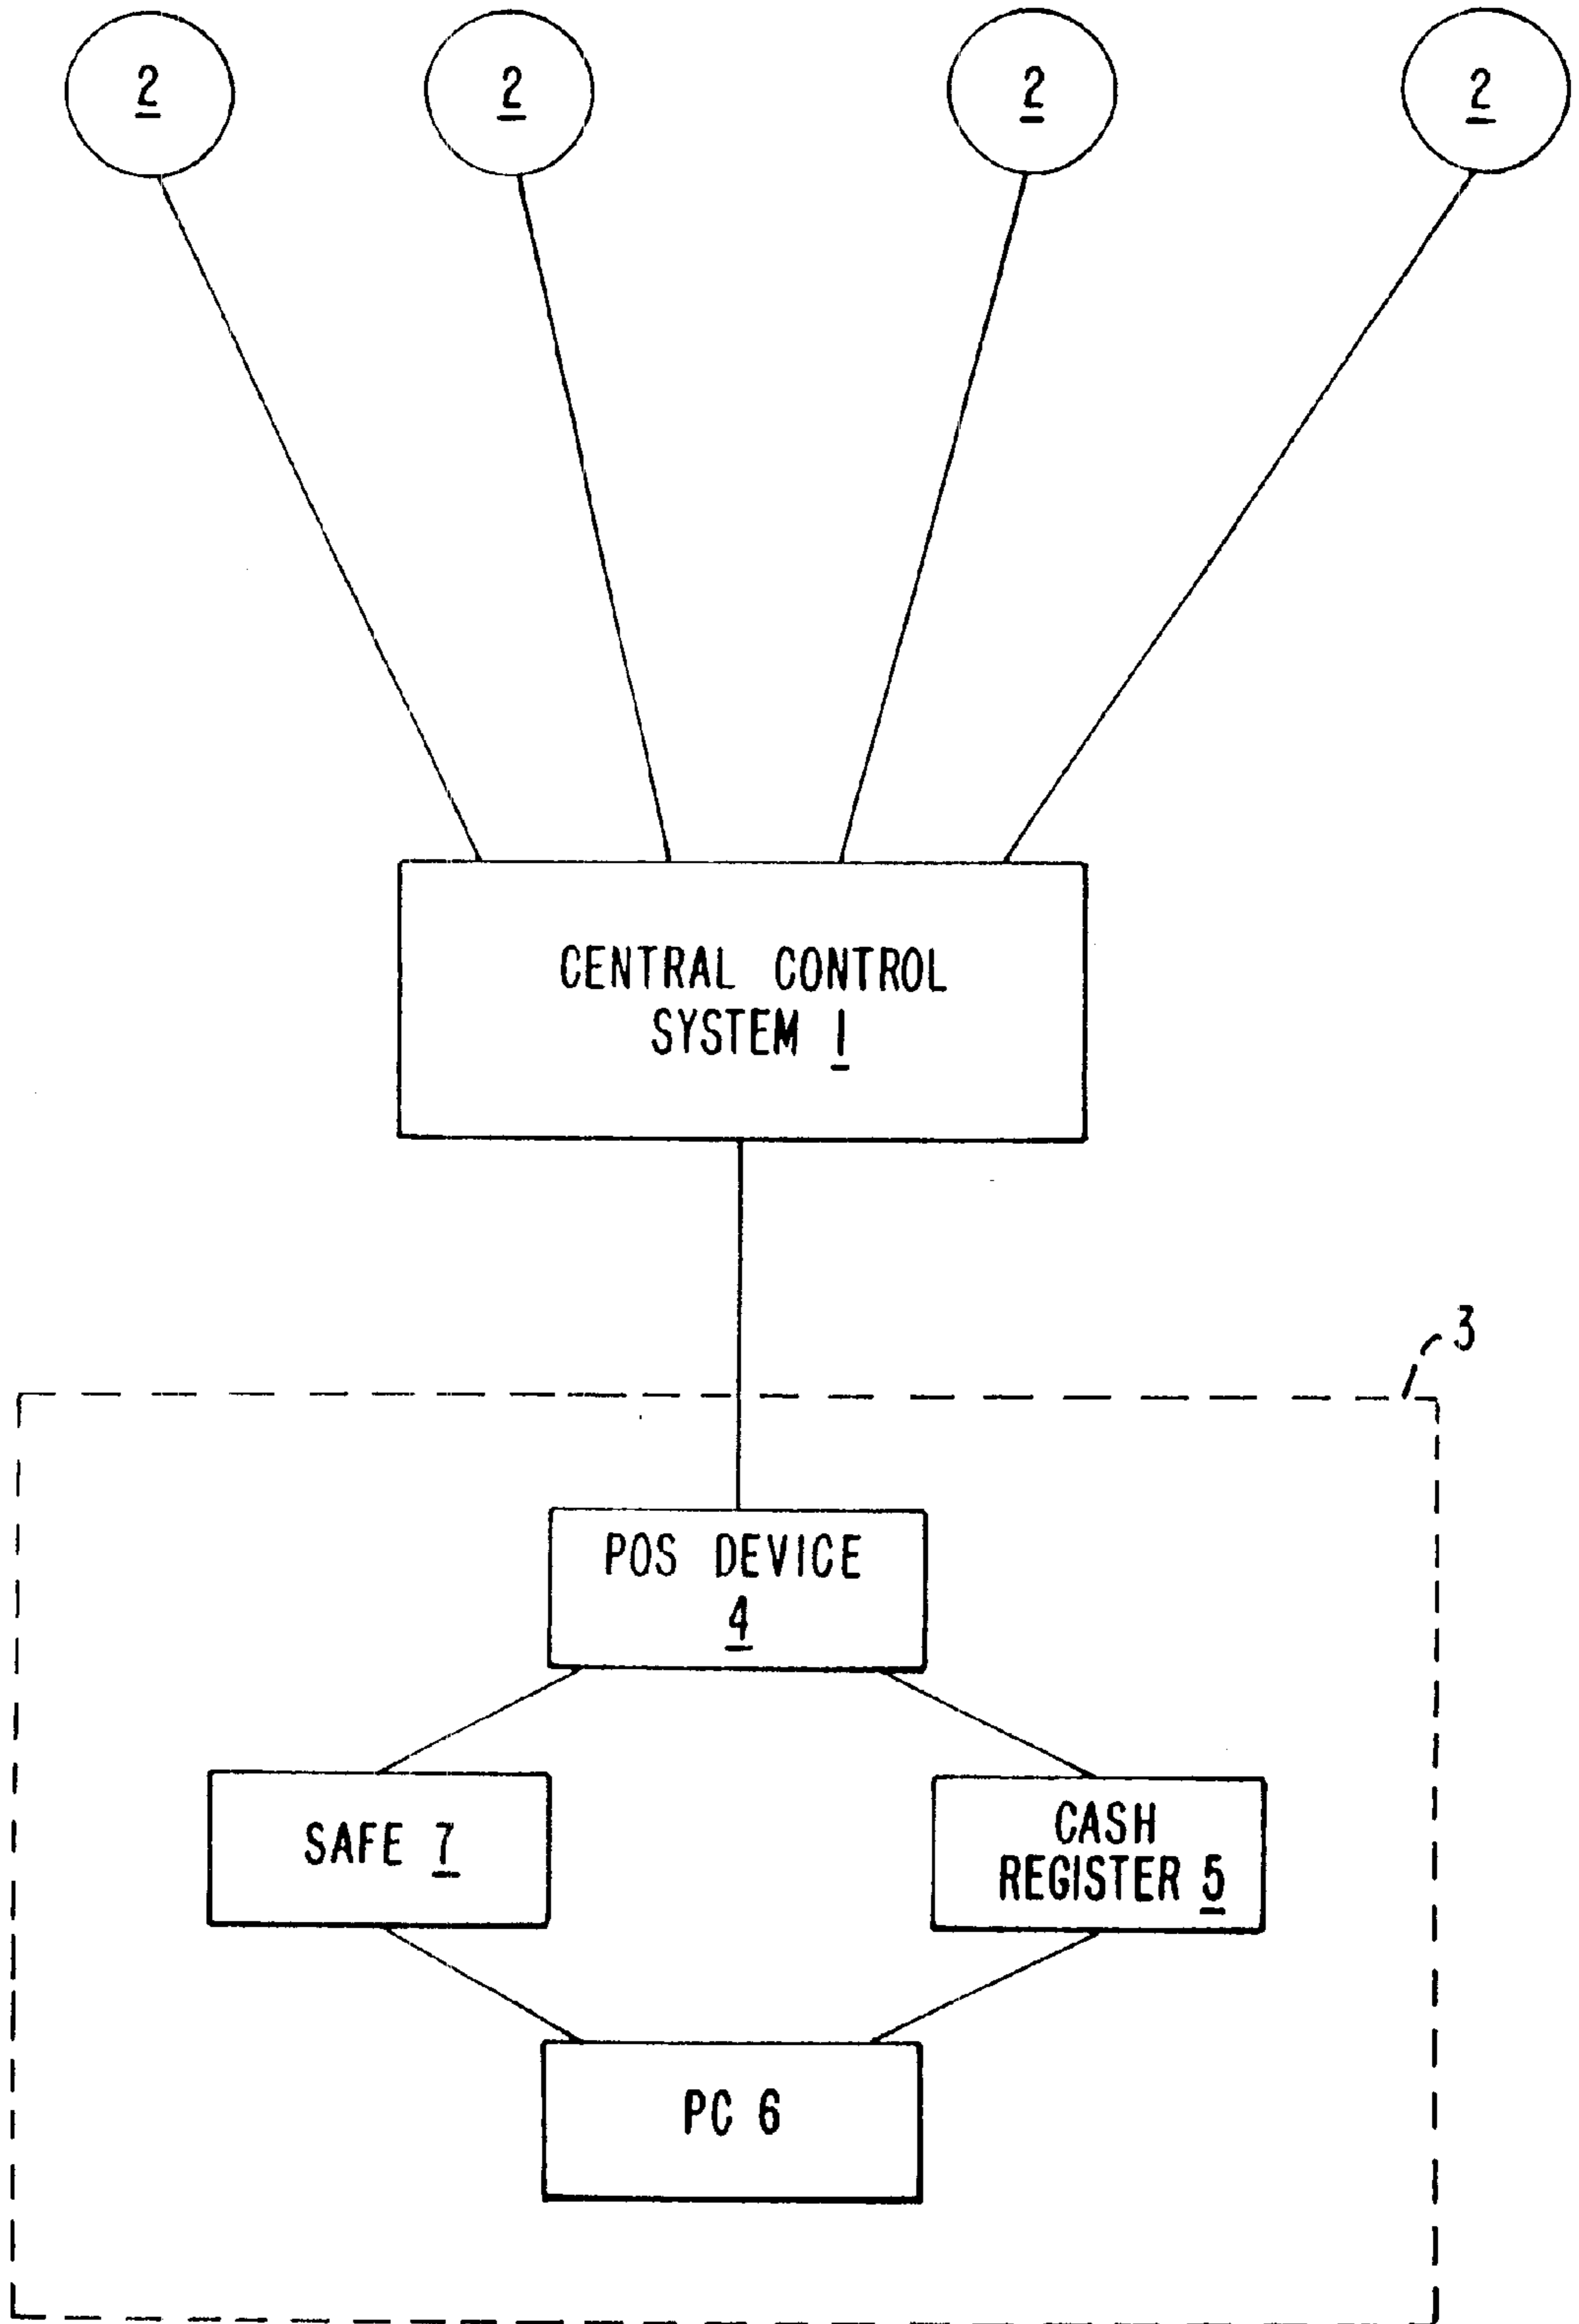 2 2 2 2
CENTRAL CONTROL
SYSTEM 1
3
POS DEVICE
4
SAFE 7
CASH
REGISTER 5
PC 6